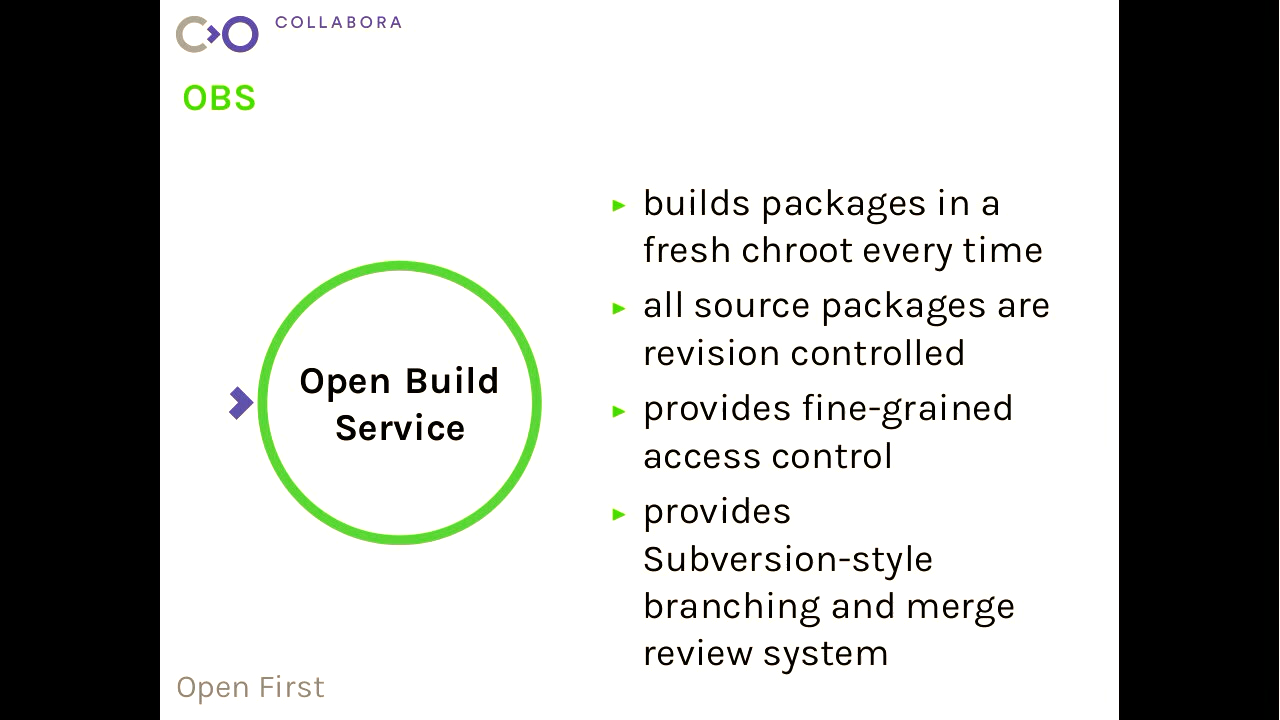 COLLABORA
OBS
Open Build
Service
builds packages in a
fresh chroot every time
all source packages are
revision controlled
provides fine-grained
access control
provides
Subversion-style
branching and merge
review system
Open First